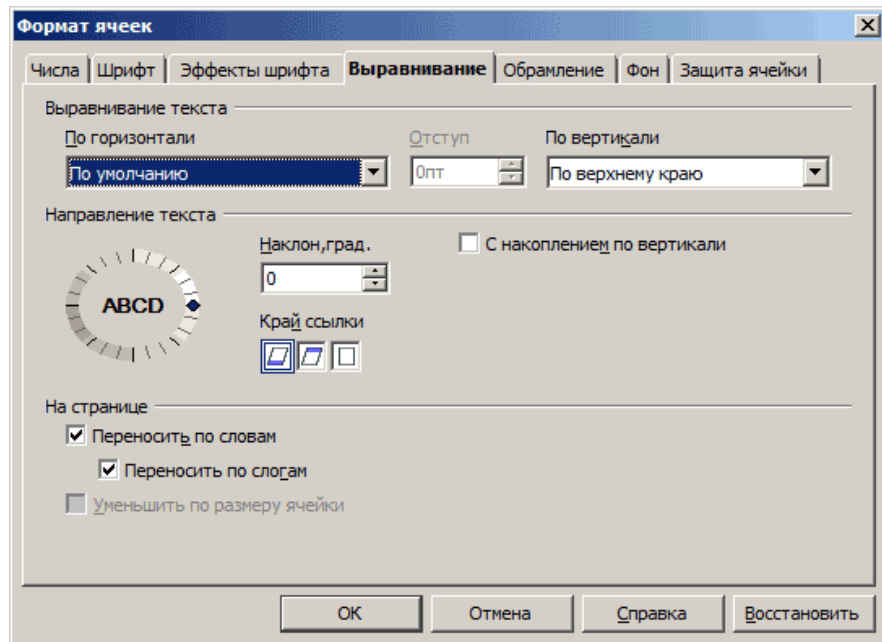 Формат ячеек
Числа Шрифт Эффекты шрифта Выравнивание Обрамление Фон Защита ячейки
Выравнивание текста
По горизонтали Отступ По вертикали
По умолчанию 0пт По верхнему краю
Направление текста
Наклон,град. С накоплением по вертикали
ABCD 0
Край ссылки
На странице
Переносить по словам
Переносить по слогам
Уменьшить по размеру ячейки
ОК Отмена Справка Восстановить